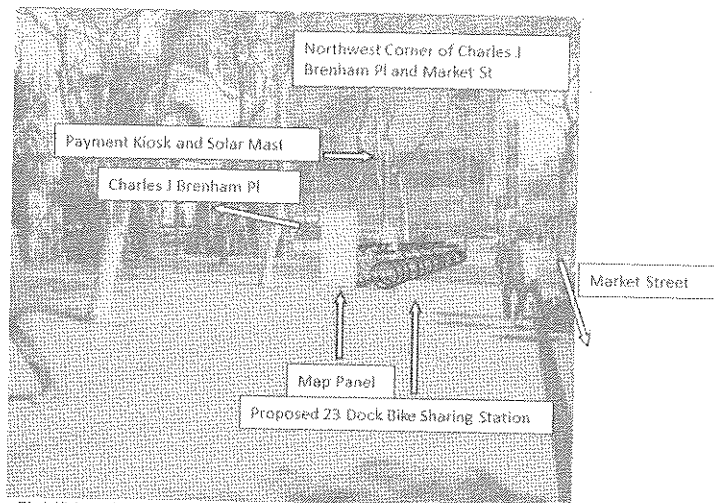 Northwest Corner of Charles J
Brenham Pl and Market St
Payment Kiosk and Solar Mast
Charles J Brenham Pl
Market Street
Map Panel
Proposed 23 Dock Bike Sharing Station